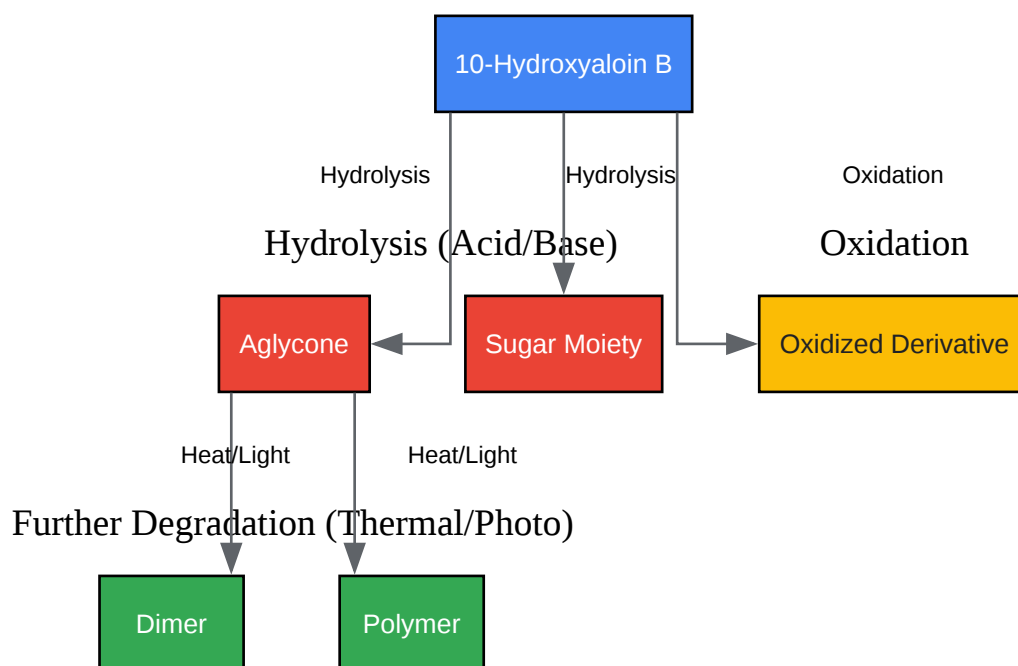 10-Hydroxyaloin B
Hydrolysis
Hydrolysis
Oxidation
Hydrolysis (Acid/Base)
Oxidation
Aglycone
Sugar Moiety
Oxidized Derivative
Heat/Light
Heat/Light
Further Degradation (Thermal/Photo)
Dimer
Polymer